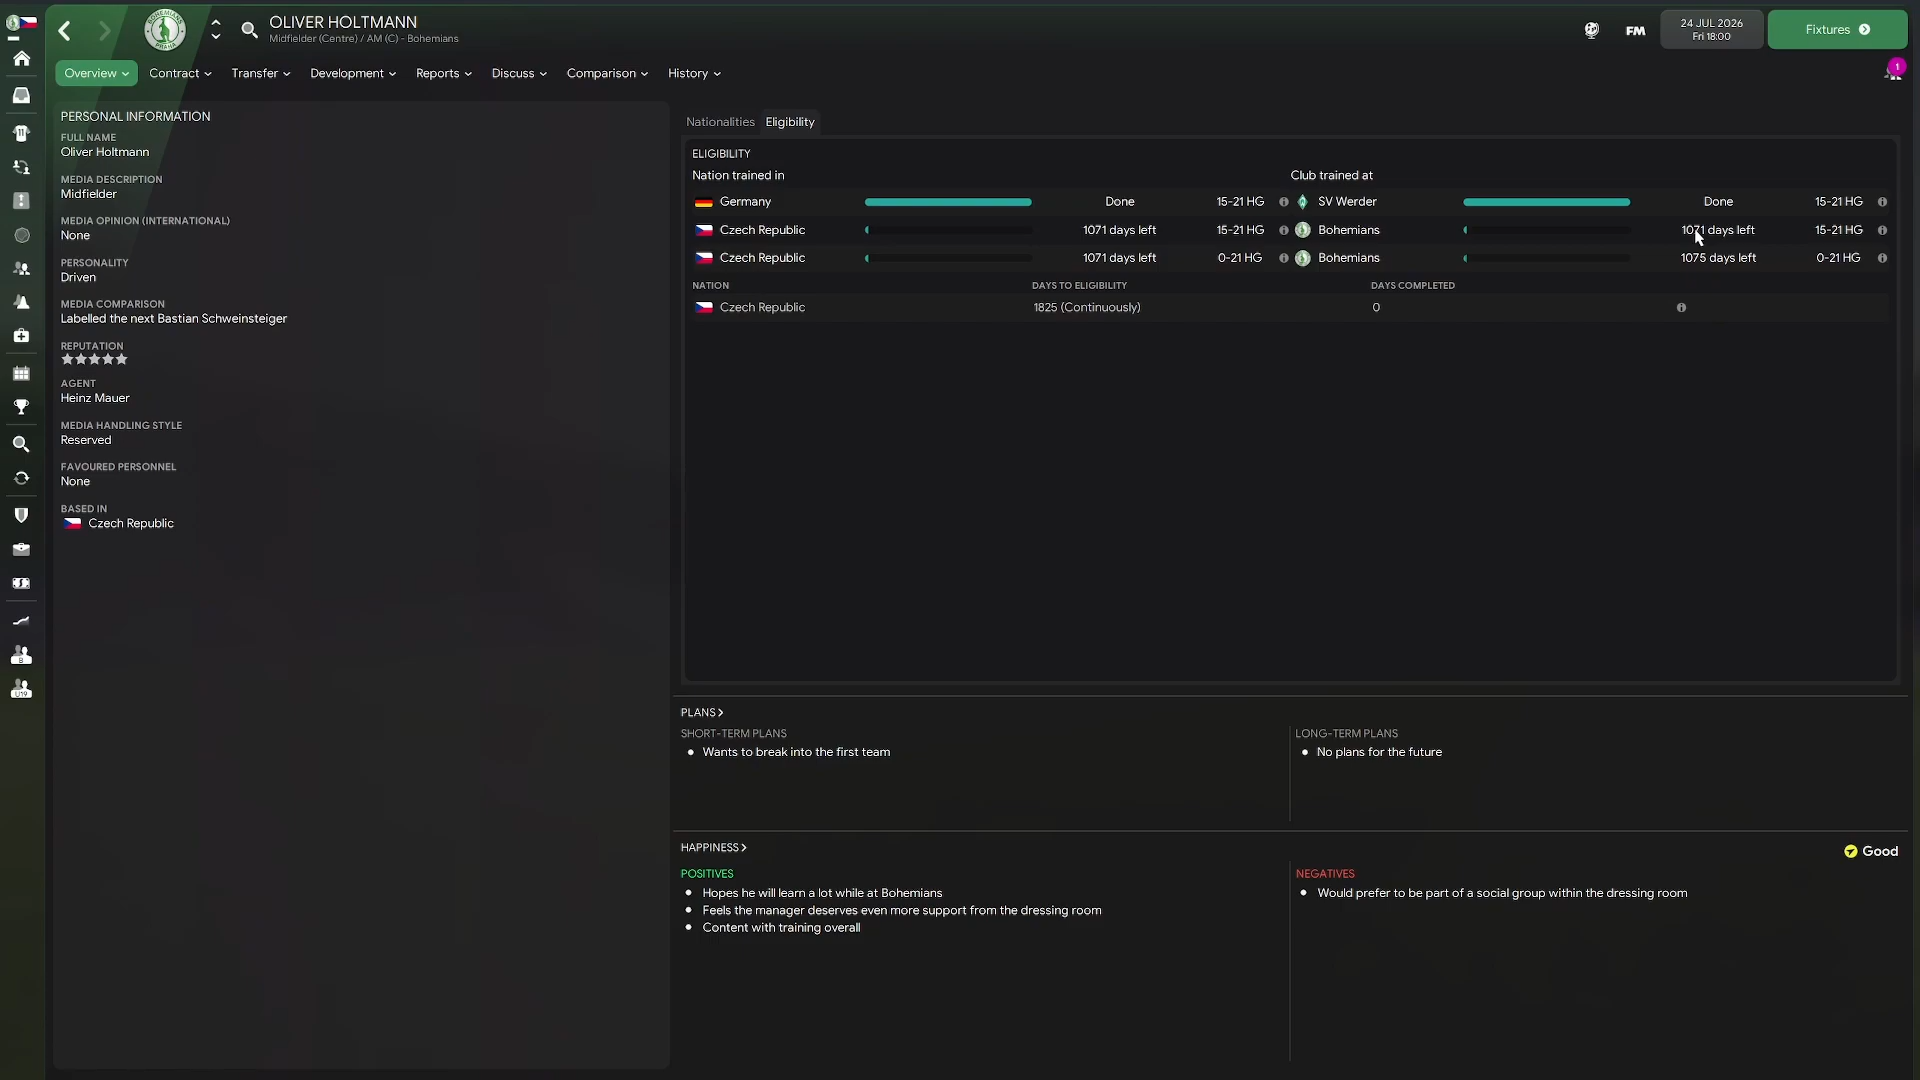 OLIVER HOLTMANN
Midfielder (Centre) / AM (C) - Bohemians
FM
24 JUL 2026
Fri 18:00
Fixtures
Overview
Contract
Transfer
Development
Reports
Discuss
Comparison
History
1
PERSONAL INFORMATION
FULL NAME
Oliver Holtmann
MEDIA DESCRIPTION
Midfielder
MEDIA OPINION (INTERNATIONAL)
None
PERSONALITY
Driven
MEDIA COMPARISON
Labelled the next Bastian Schweinsteiger
REPUTATION
AGENT
Heinz Mauer
MEDIA HANDLING STYLE
Reserved
FAVOURED PERSONNEL
None
BASED IN
Czech Republic
Nationalities Eligibility
ELIGIBILITY
Nation trained in Club trained at
Germany Done 15-21 HG SV Werder Done 15-21 HG
Czech Republic 1071 days left 15-21 HG Bohemians 1071 days left 15-21 HG
Czech Republic 1071 days left 0-21 HG Bohemians 1075 days left 0-21 HG
NATION DAYS TO ELIGIBILITY DAYS COMPLETED
Czech Republic 1825 (Continuously) 0
PLANS
SHORT-TERM PLANS
Wants to break into the first team
LONG-TERM PLANS
No plans for the future
HAPPINESS
Good
POSITIVES
Hopes he will learn a lot while at Bohemians
Feels the manager deserves even more support from the dressing room
Content with training overall
NEGATIVES
Would prefer to be part of a social group within the dressing room
11
B
U19